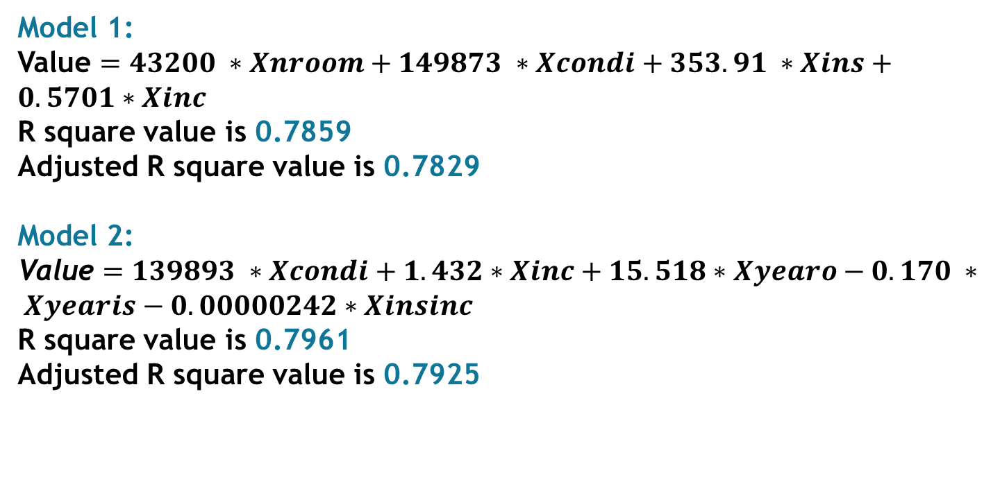 Model 1:
Value = 43200 * Xnroom + 149873 * Xcondi + 353.91 * Xins +
0.5701 * Xinc
R square value is 0.7859
Adjusted R square value is 0.7829
Model 2:
Value = 139893 * Xcondi + 1.432 * Xinc + 15.518 * Xyearo − 0.170 *
Xyearis − 0.00000242 * Xinsinc
R square value is 0.7961
Adjusted R square value is 0.7925